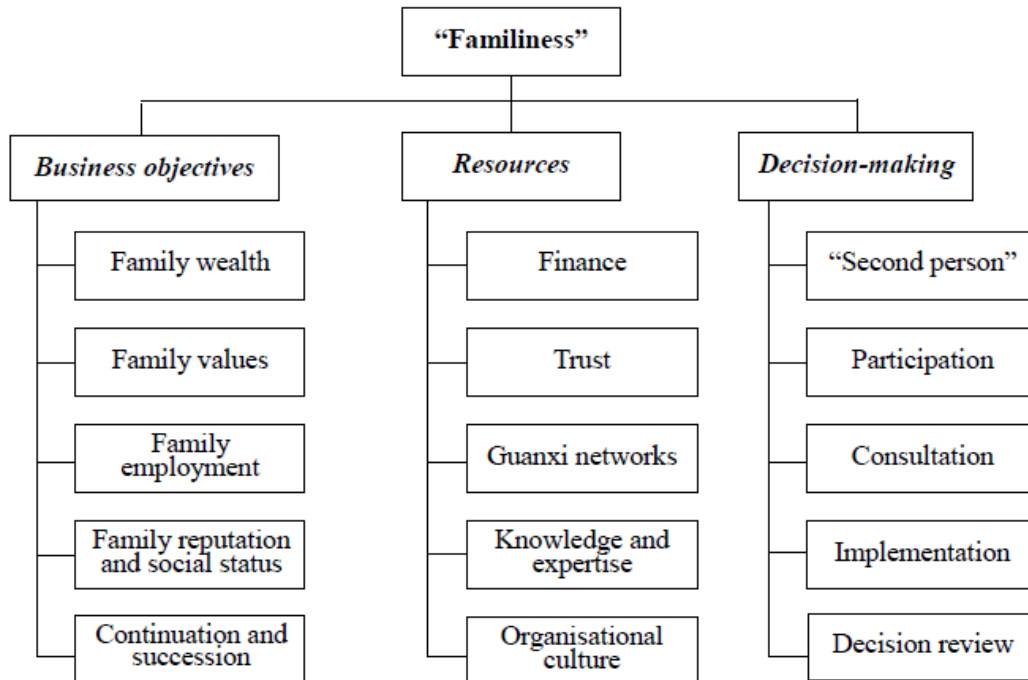 “Familiness”
Business objectives
Family wealth
Family values
Family
employment
Family reputation
and social status
Continuation and
succession
Resources
Finance
Trust
Guanxi networks
Knowledge and
expertise
Organisational
culture
Decision-making
“Second person”
Participation
Consultation
Implementation
Decision review